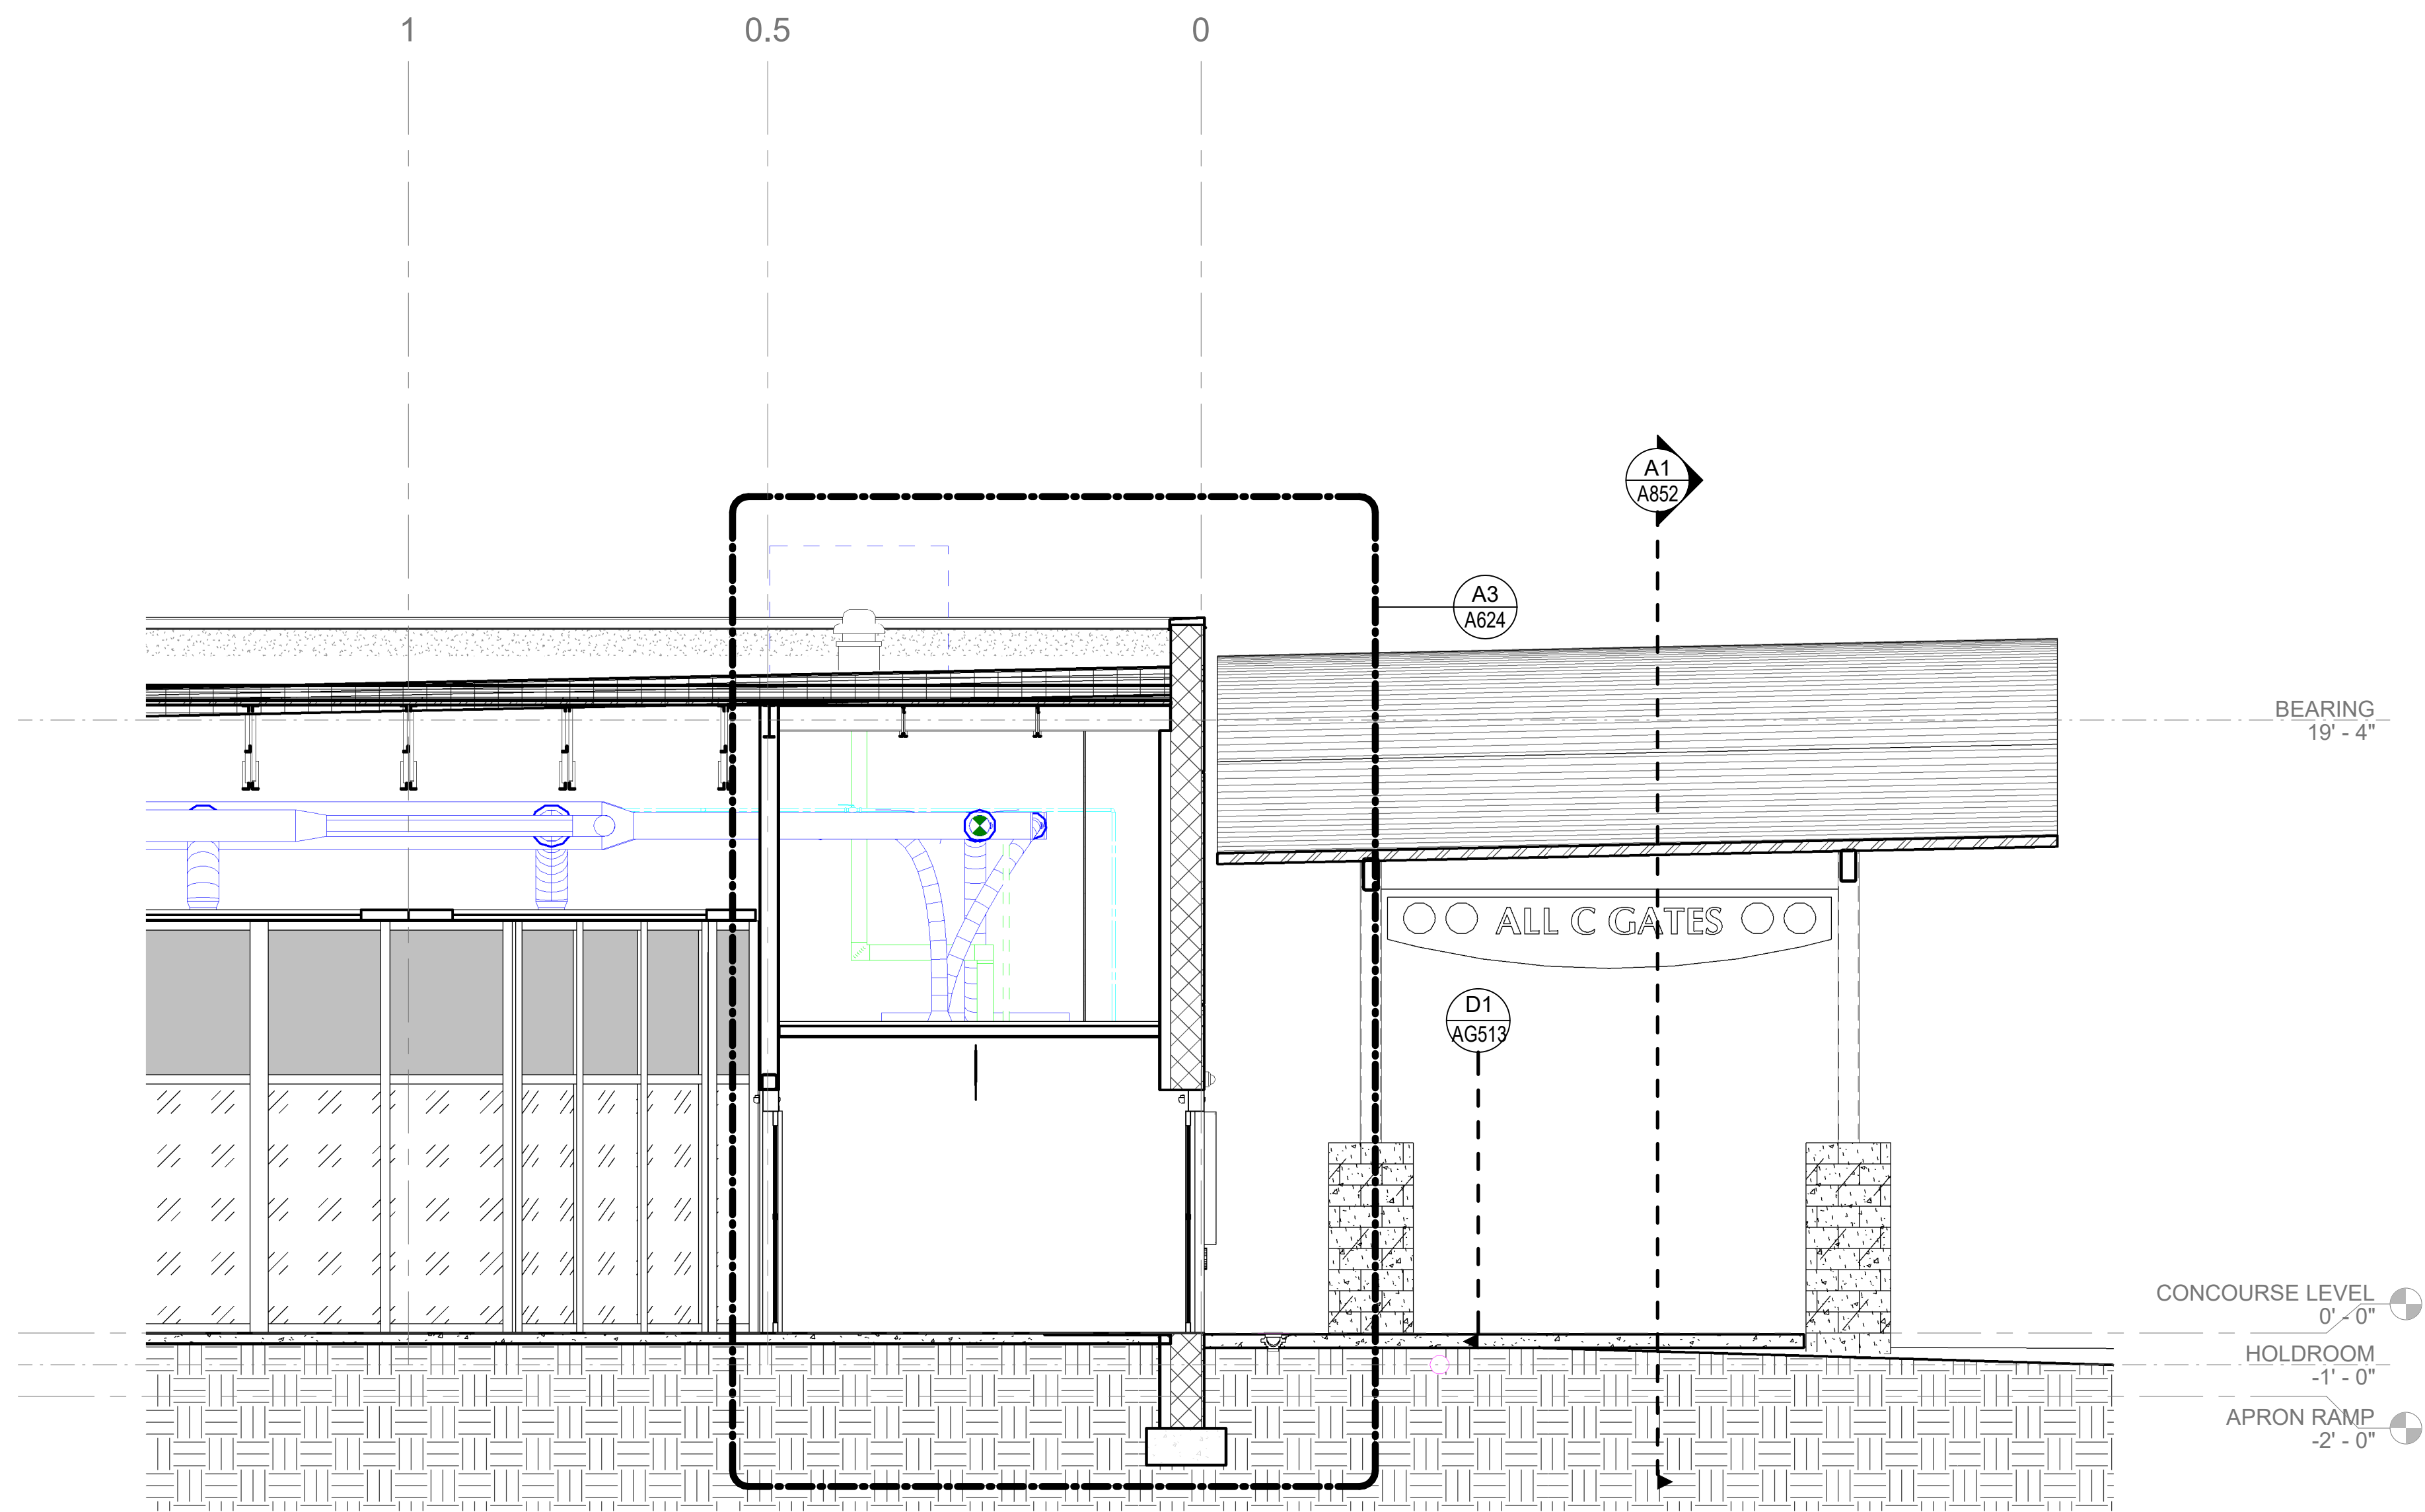 1
0.5
0
A1
A852
A3
A624
BEARING
19' - 4"
ALL C GATES
D1
AG513
CONCOURSE LEVEL
0' - 0"
HOLDROOM
-1' - 0"
APRON RAMP
-2' - 0"